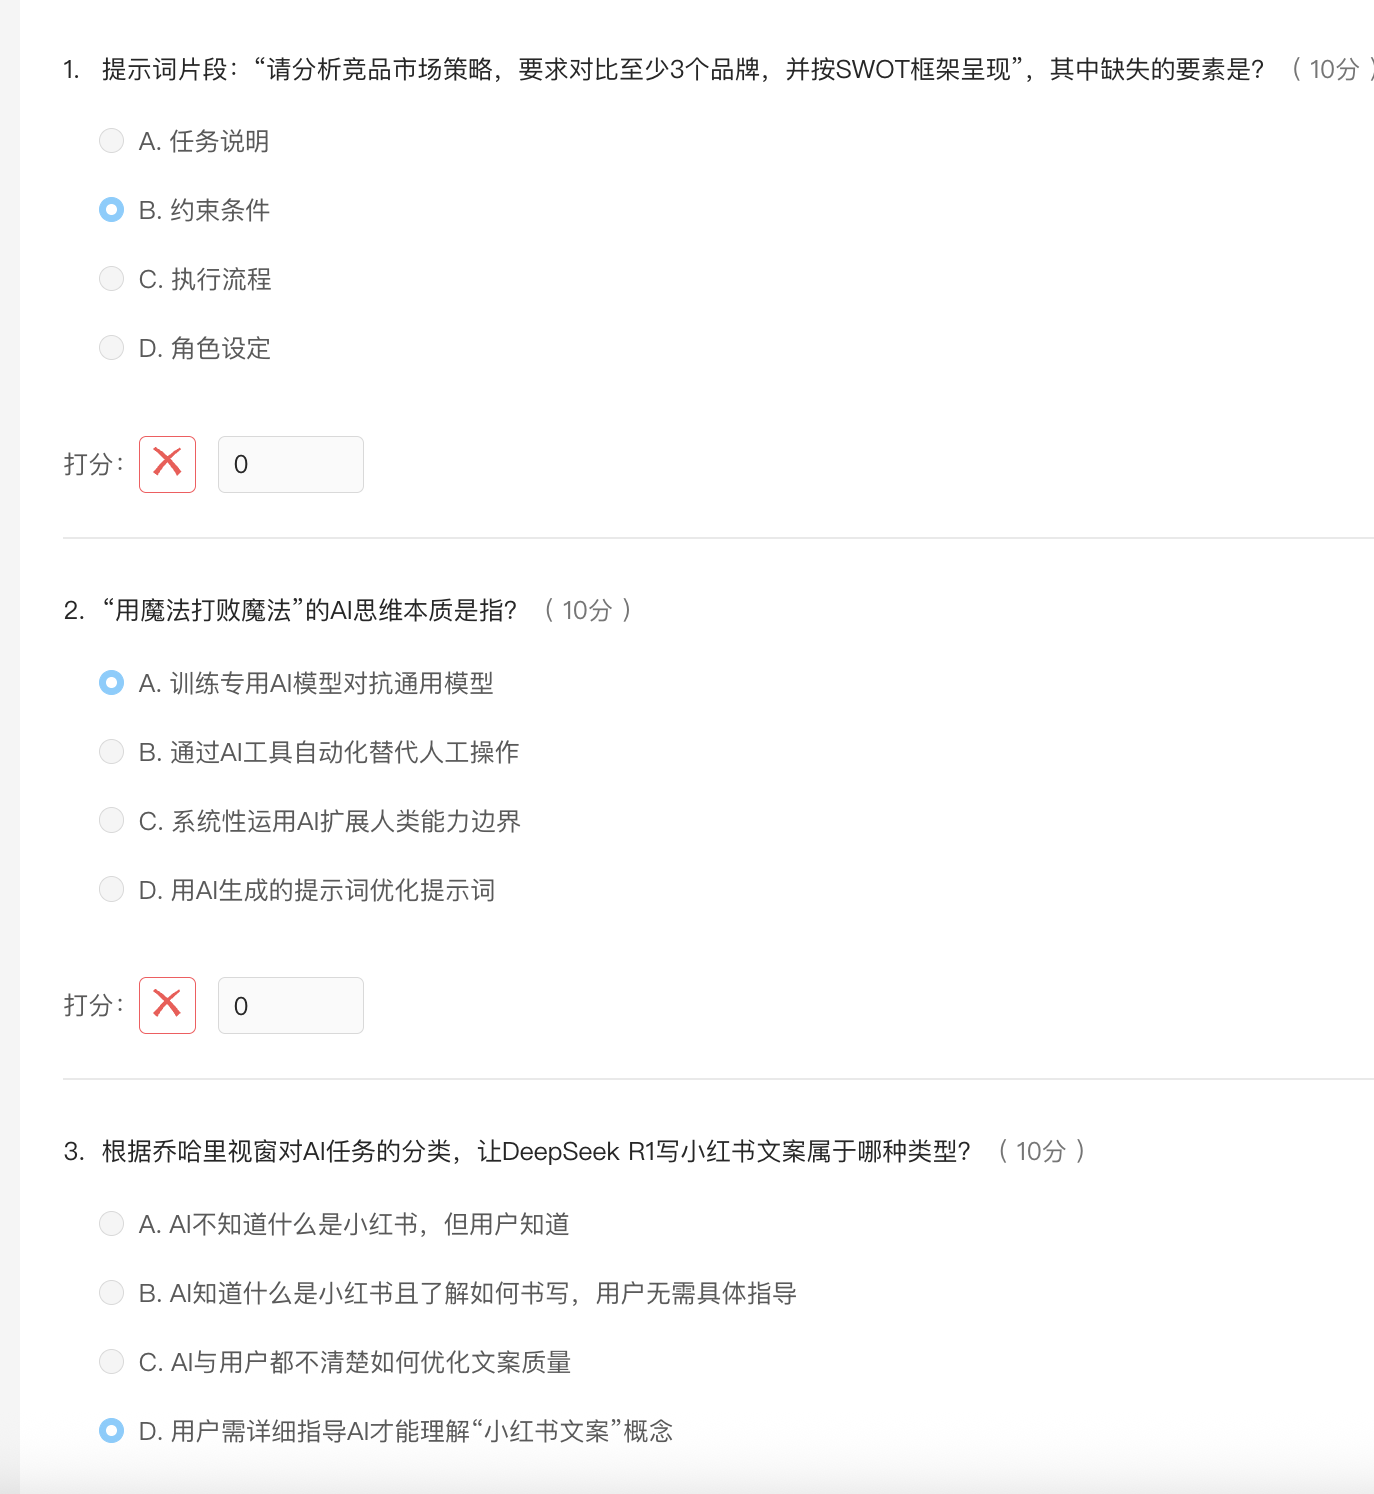 1. 提示词片段：“请分析竞品市场策略，要求对比至少3个品牌，并按SWOT框架呈现”，其中缺失的要素是？ （ 10分 ）
A. 任务说明
B. 约束条件
C. 执行流程
D. 角色设定
打分： 0
2. “用魔法打败魔法”的AI思维本质是指？ （ 10分 ）
A. 训练专用AI模型对抗通用模型
B. 通过AI工具自动化替代人工操作
C. 系统性运用AI扩展人类能力边界
D. 用AI生成的提示词优化提示词
打分： 0
3. 根据乔哈里视窗对AI任务的分类，让DeepSeek R1写小红书文案属于哪种类型？ （ 10分 ）
A. AI不知道什么是小红书，但用户知道
B. AI知道什么是小红书且了解如何书写，用户无需具体指导
C. AI与用户都不清楚如何优化文案质量
D. 用户需详细指导AI才能理解“小红书文案”概念